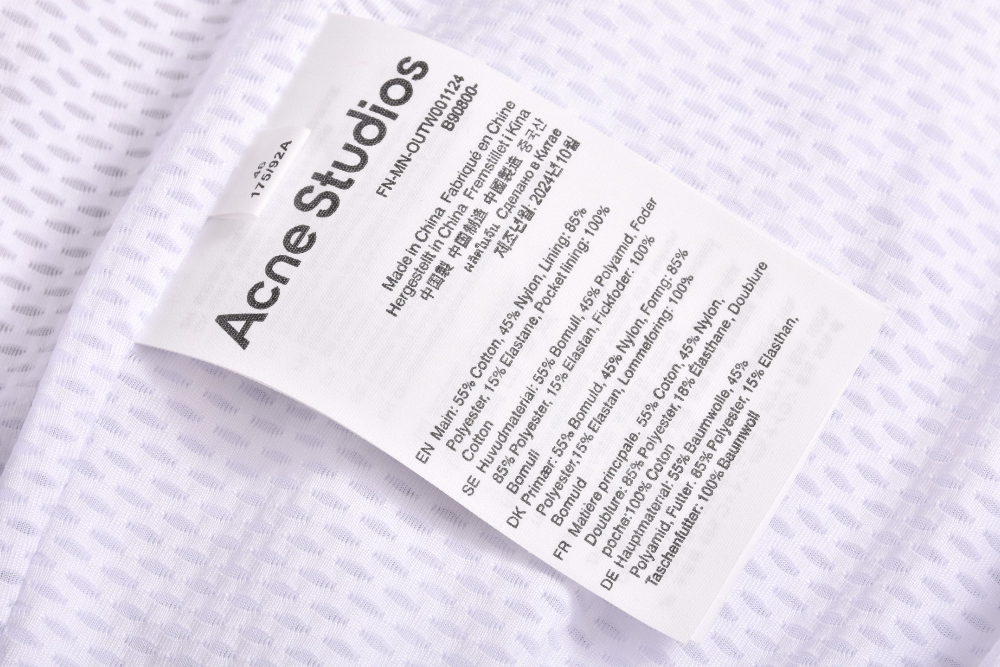 46
175/92A
Acne Studios
FN-MN-OUTW001124
B90800-
Made in China Fabriqué en Chine
Hergestellt in China Fremstillet i Kina
中国製 中国制造 中國製造 중국산
ผลิตในจีน Сделано в Китае
제조년월: 2024년10월
EN Main: 55% Cotton, 45% Nylon, Lining: 85%
Polyester, 15% Elastane, Pocket lining: 100%
Cotton
SE Huvudmaterial: 55% Bomull, 45% Polyamid, Foder
85% Polyester, 15% Elastan, Fickfoder: 100%
Bomull
DK Primær: 55% Bomuld, 45% Nylon, Foring: 85%
Polyester,15% Elastan, Lommeforing: 100%
Bomuld
FR Matière principale, 55% Coton, 45% Nylon,
Doublure: 85% Polyester, 18% Elasthane, Doublure
poche:100% Coton
DE Hauptmaterial: 55% Baumwolle, 45%
Polyamid, Futter. 85% Polyester, 15% Elasthan,
Taschenfutter: 100% Baumwoll